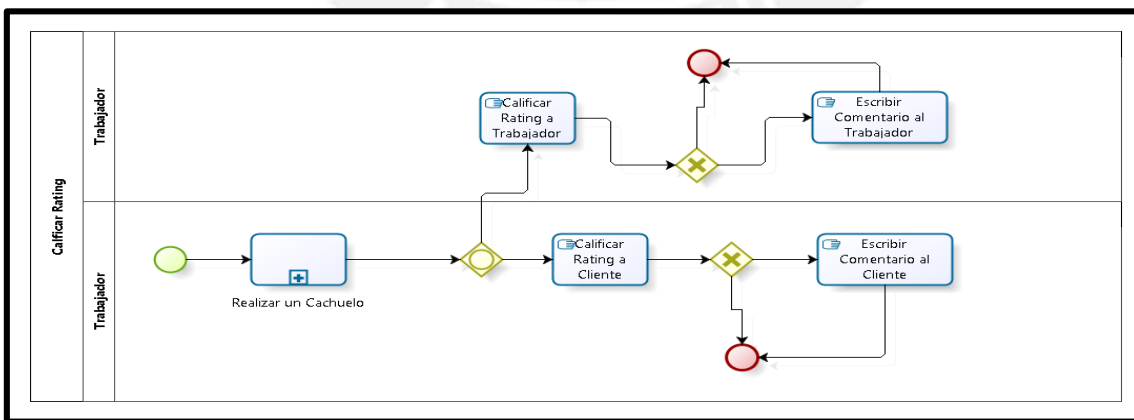 Calficar Rating
Trabajador
Calificar
Rating a
Trabajador
Escribir
Comentario al
Trabajador
Trabajador
Realizar un Cachuelo
Calificar
Rating a
Cliente
Escribir
Comentario al
Cliente